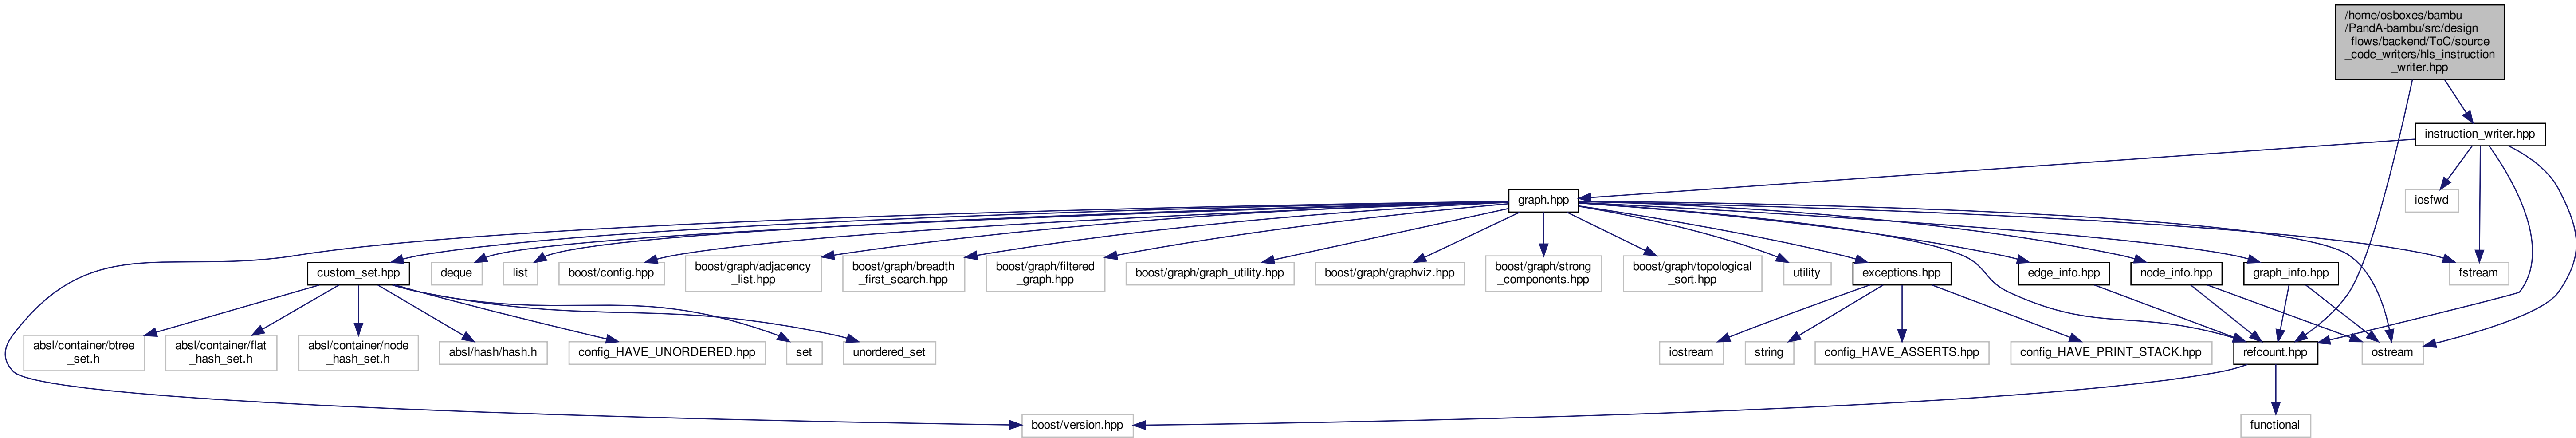 /home/osboxes/bambu
/PandA-bambu/src/design
_flows/backend/ToC/source
_code_writers/hls_instruction
_writer.hpp
instruction_writer.hpp
graph.hpp
iosfwd
custom_set.hpp
deque
list
boost/config.hpp
boost/graph/adjacency
_list.hpp
boost/graph/breadth
_first_search.hpp
boost/graph/filtered
_graph.hpp
boost/graph/graph_utility.hpp
boost/graph/graphviz.hpp
boost/graph/strong
_components.hpp
boost/graph/topological
_sort.hpp
utility
exceptions.hpp
edge_info.hpp
node_info.hpp
graph_info.hpp
fstream
absl/container/btree
_set.h
absl/container/flat
_hash_set.h
absl/container/node
_hash_set.h
absl/hash/hash.h
config_HAVE_UNORDERED.hpp
set
unordered_set
iostream
string
config_HAVE_ASSERTS.hpp
config_HAVE_PRINT_STACK.hpp
refcount.hpp
ostream
boost/version.hpp
functional